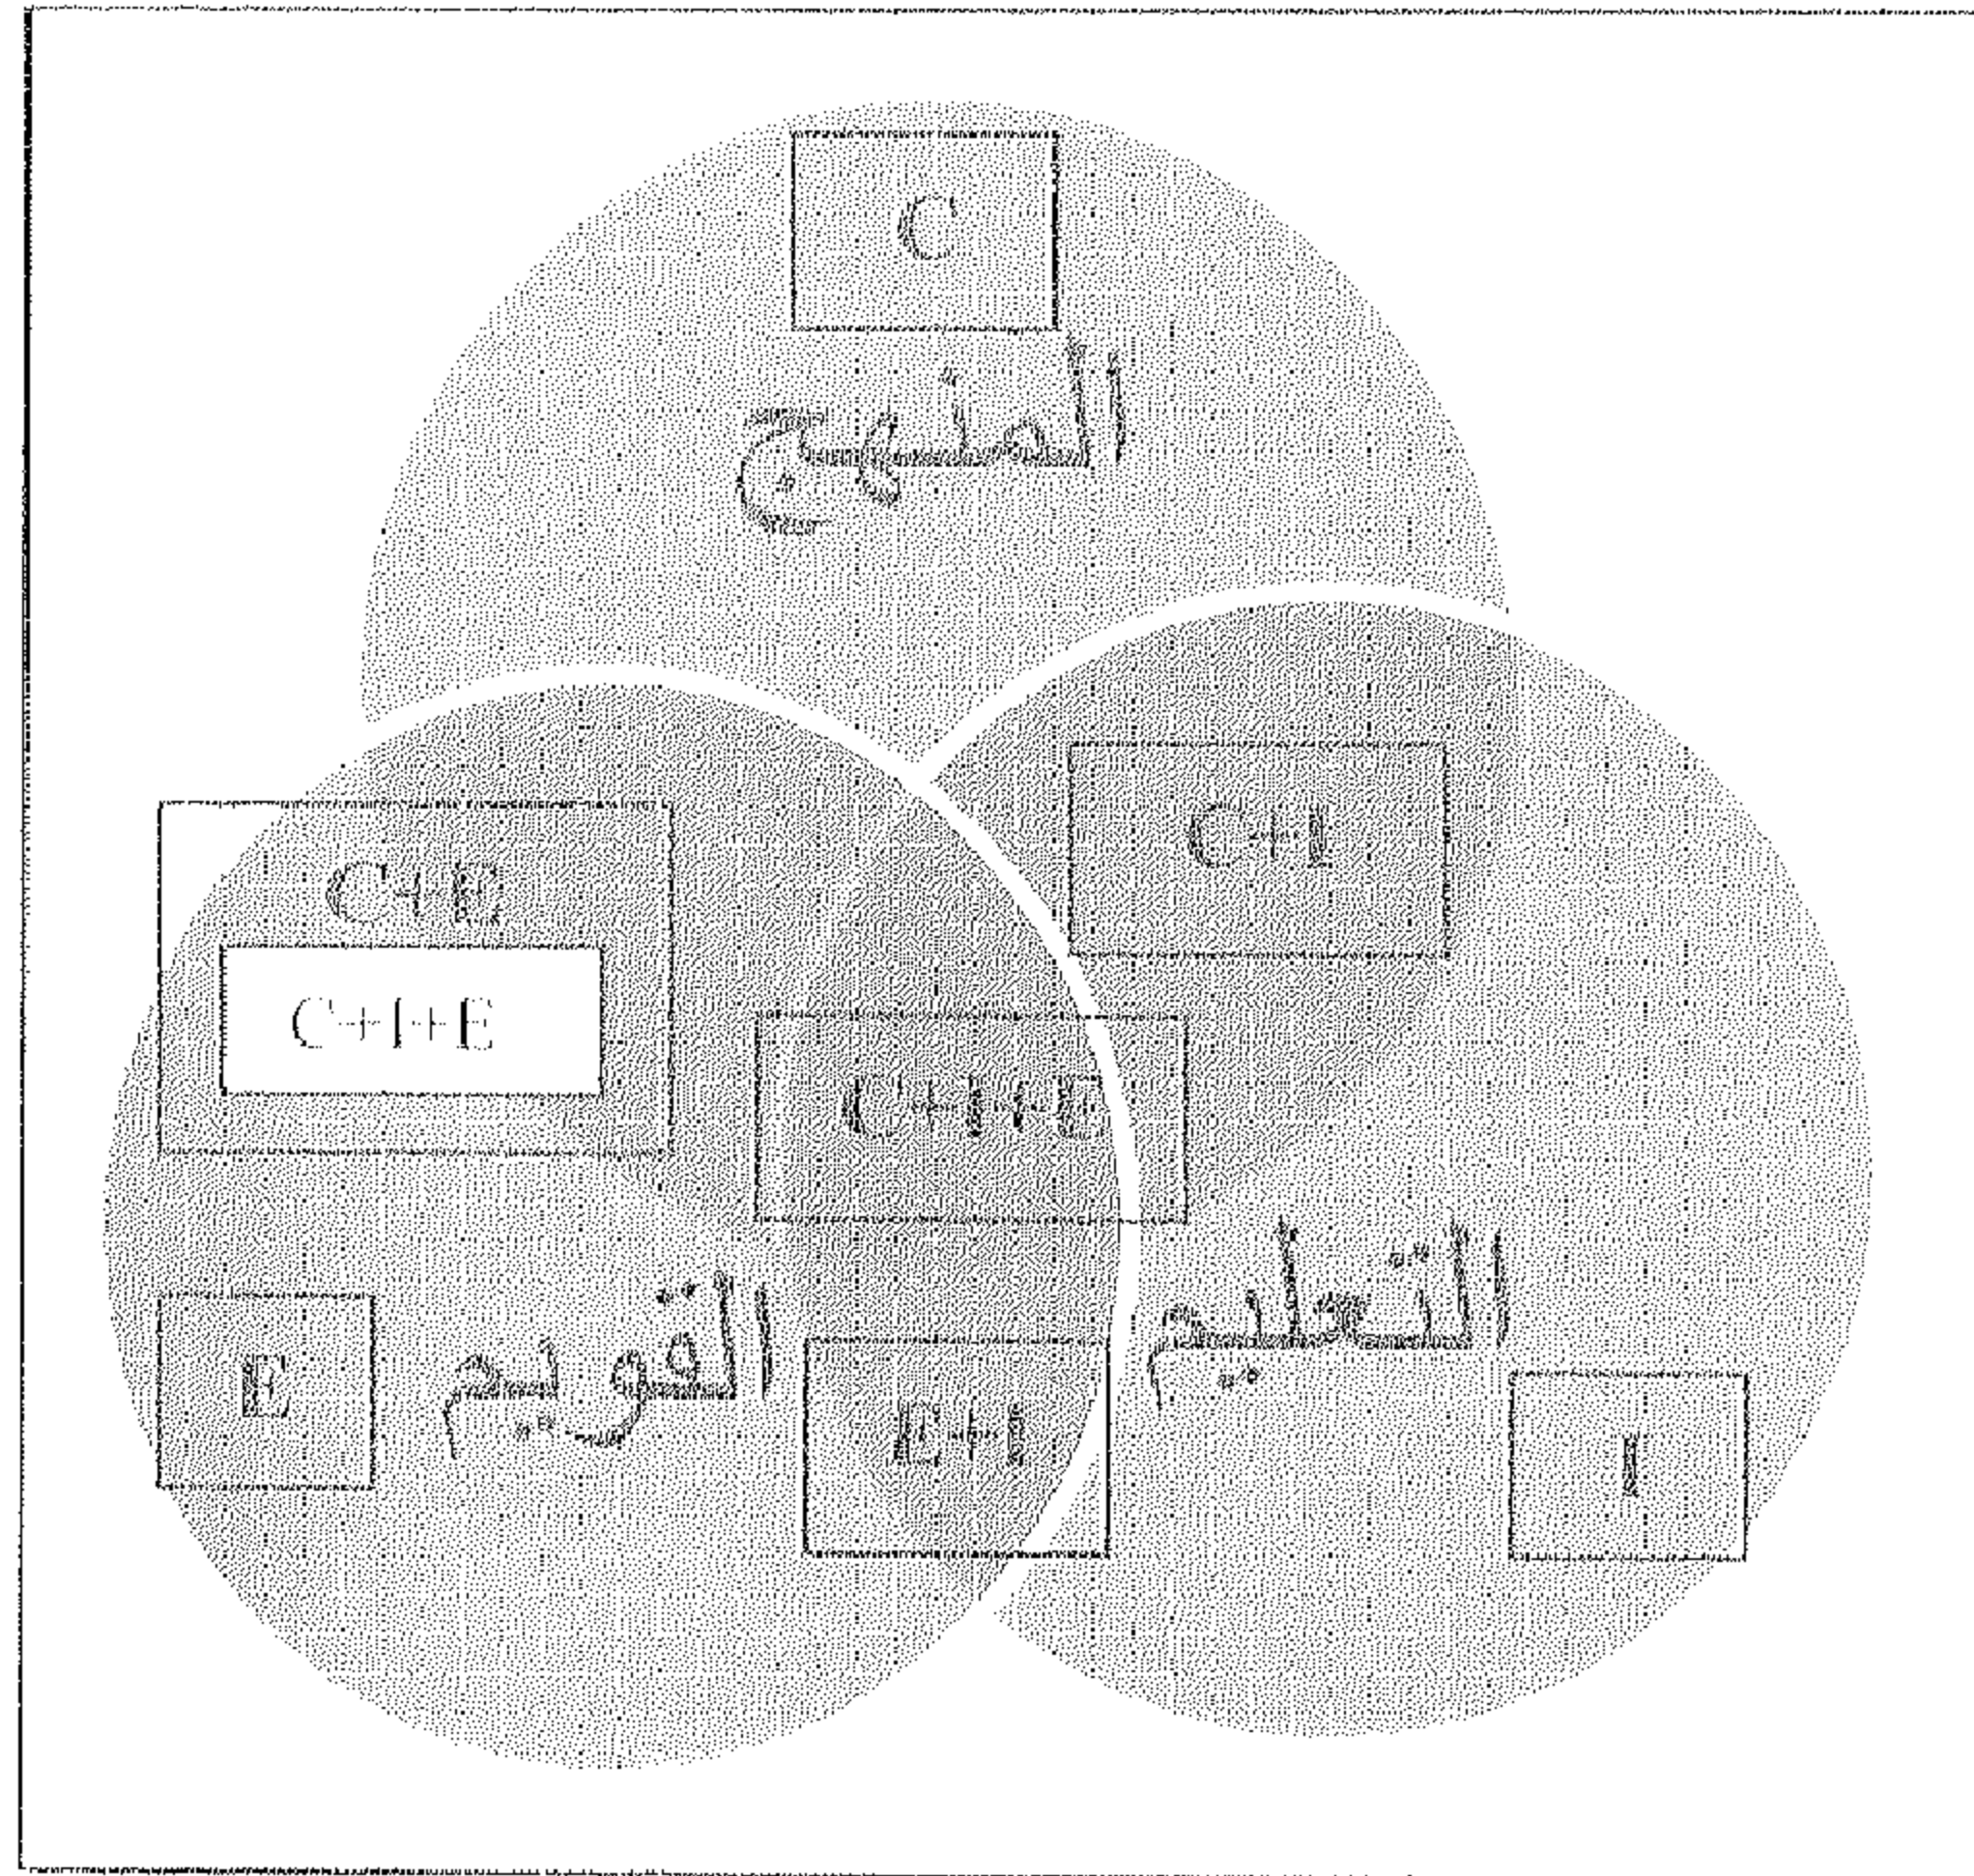 C
المنهج
C+I
C+E
C+I+E
C+I+E
التعليم
التقويم
E
E+I
I